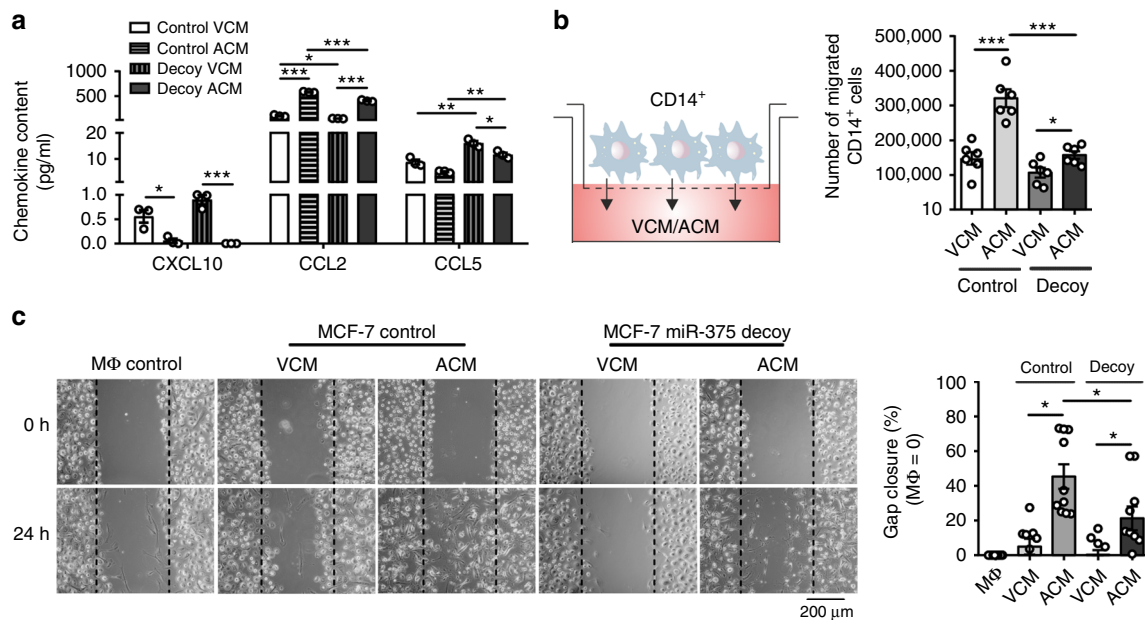 a
Control VCM
Control ACM
Decoy VCM
Decoy ACM
Chemokine content
(pg/ml)
1000
500
20
10
1.0
0.5
0.0
*
***
***
*
***
***
**
**
*
CXCL10
CCL2
CCL5
b
CD14+
VCM/ACM
Number of migrated
CD14+ cells
500,000
400,000
300,000
200,000
100,000
10
***
***
*
VCM
ACM
VCM
ACM
Control
Decoy
c
MCF-7 control
MCF-7 miR-375 decoy
MΦ control
VCM
ACM
VCM
ACM
0 h
24 h
200 μm
Gap closure (%)
(MΦ = 0)
100
80
60
40
20
0
Control
Decoy
*
*
*
MΦ
VCM
ACM
VCM
ACM